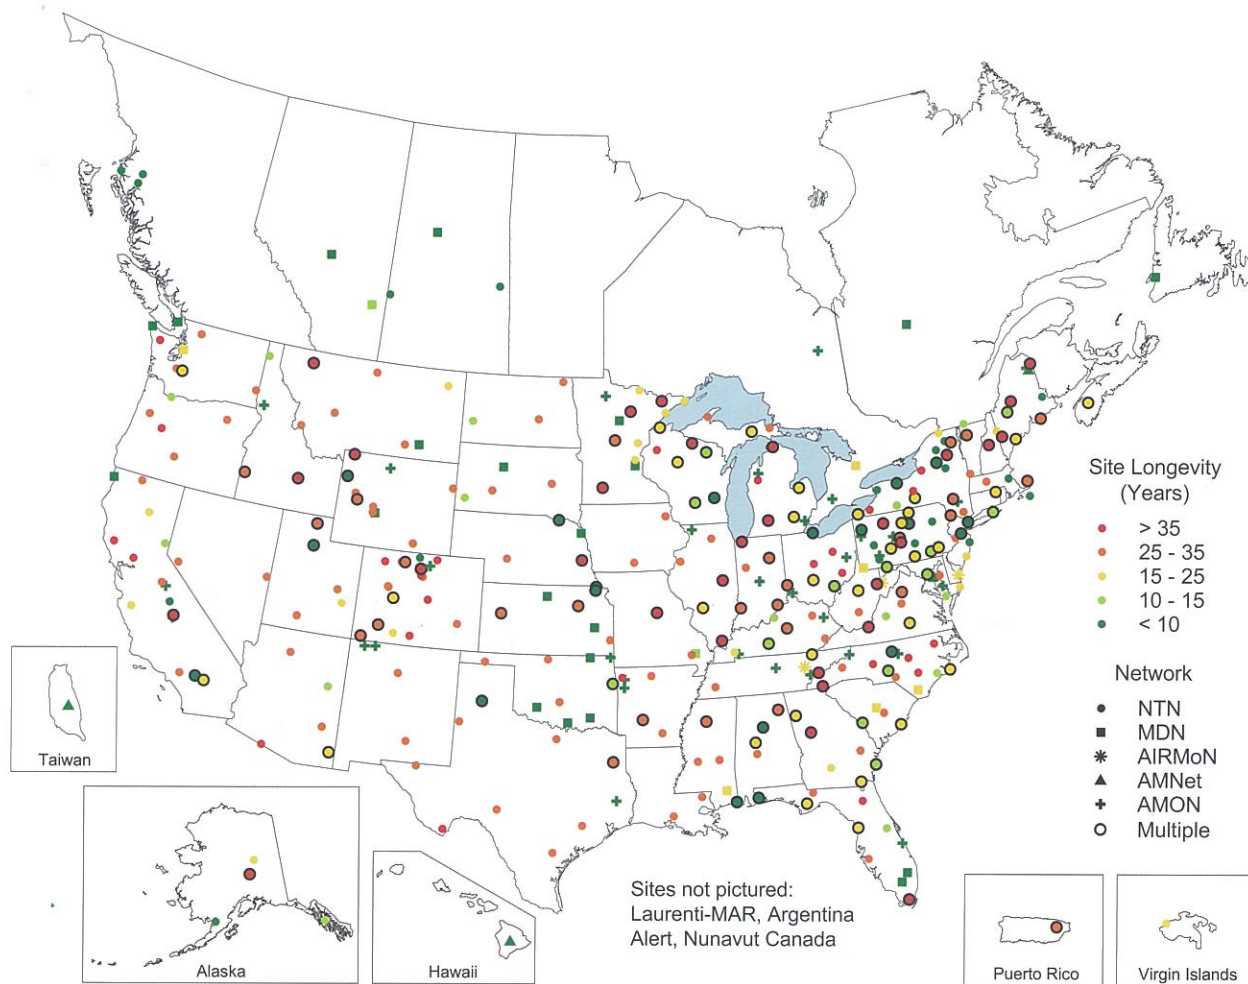 Site Longevity
(Years)
> 35
25 - 35
15 - 25
10 - 15
< 10
Network
NTN
MDN
AIRMoN
AMNet
AMON
Multiple
Taiwan
Alaska
Hawaii
Sites not pictured:
Laurenti-MAR, Argentina
Alert, Nunavut Canada
Puerto Rico
Virgin Islands